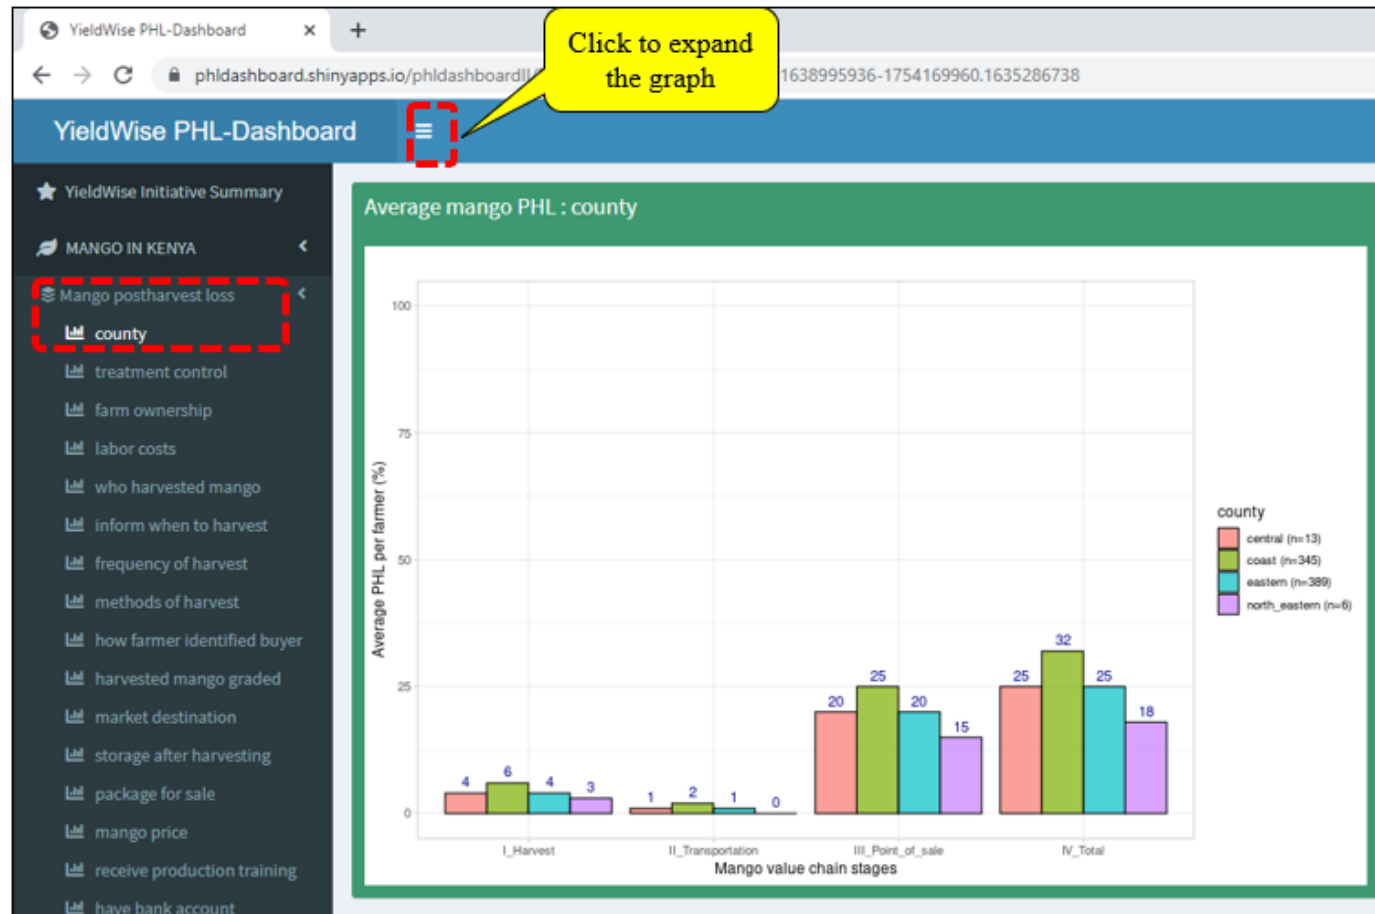 YieldWise PHL-Dashboard
Click to expand
the graph
phldashboard.shinyapps.io/phldashboardII/
1638995936-1754169960.1635286738
YieldWise PHL-Dashboard
YieldWise Initiative Summary
MANGO IN KENYA
Mango postharvest loss
county
treatment control
farm ownership
labor costs
who harvested mango
inform when to harvest
frequency of harvest
methods of harvest
how farmer identified buyer
harvested mango graded
market destination
storage after harvesting
package for sale
mango price
receive production training
have bank account
Average mango PHL : county
Average PHL per farmer (%)
100
75
50
25
0
4 6 4 3
1 2 1 0
20 25 20 15
25 32 25 18
I_Harvest II_Transportation III_Point_of_sale IV_Total
Mango value chain stages
county
central (n=13)
coast (n=345)
eastern (n=389)
north_eastern (n=6)